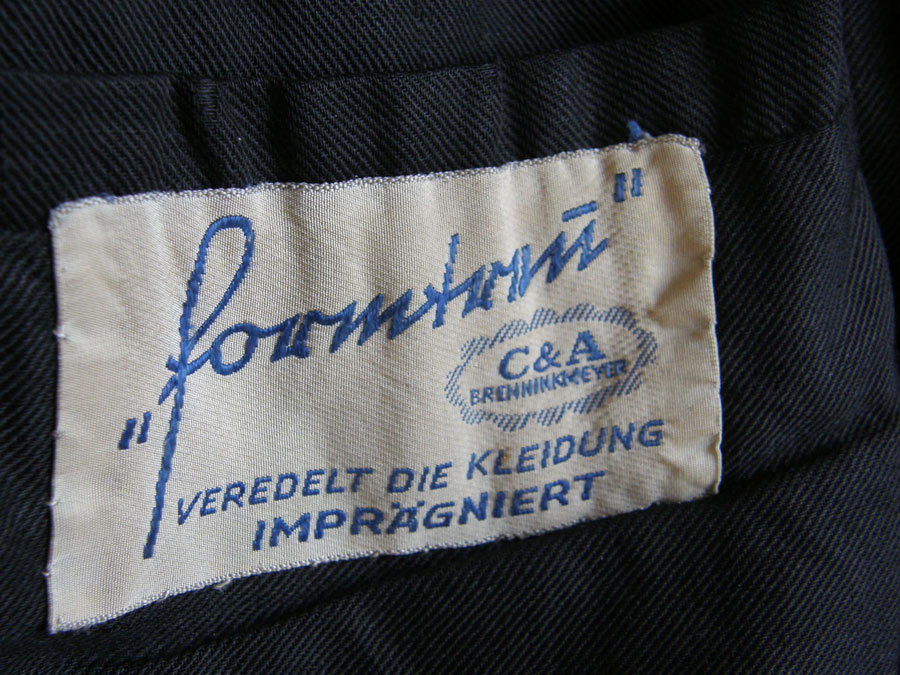 „formtreu"
C & A
BRENNINKMEYER
VEREDELT DIE KLEIDUNG
IMPRÄGNIERT